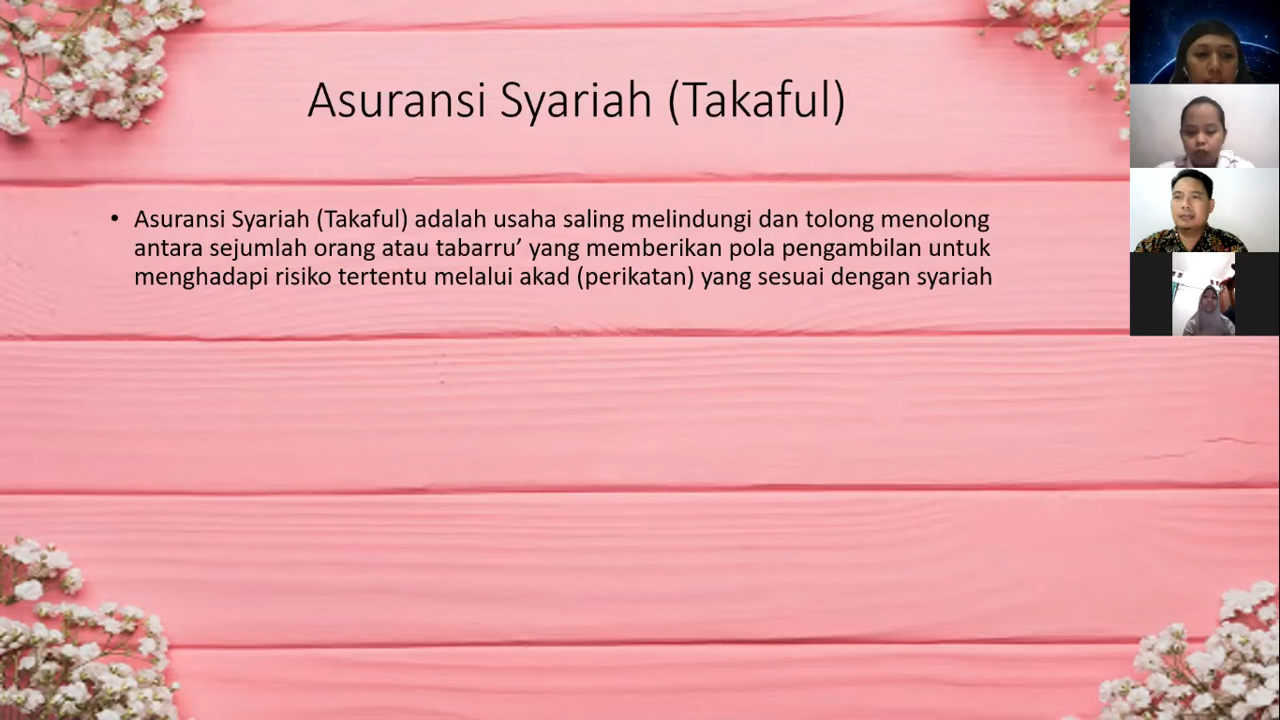 Asuransi Syariah (Takaful)
• Asuransi Syariah (Takaful) adalah usaha saling melindungi dan tolong menolong
antara sejumlah orang atau tabarru’ yang memberikan pola pengambilan untuk
menghadapi risiko tertentu melalui akad (perikatan) yang sesuai dengan syariah